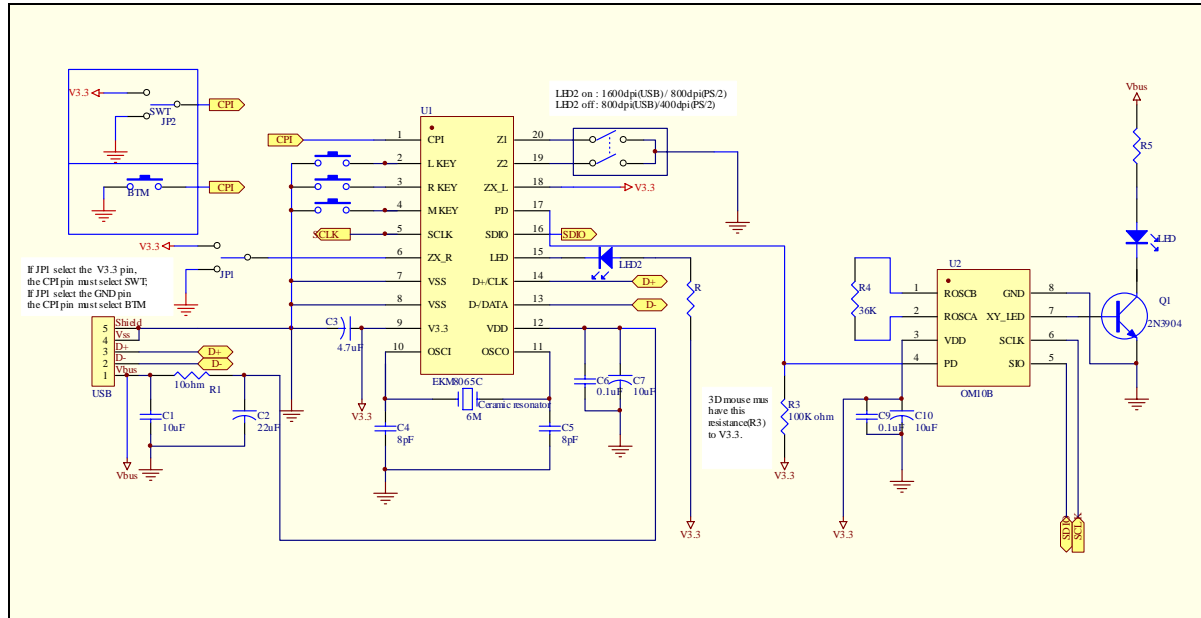 V3.3
SWT
JP2
CPI
BTM
CPI
V3.3
JP1
If JP1 select the V3.3 pin,
the CPI pin must select SWT;
If JP1 select the GND pin
the CPI pin must select BTM
5 Shield
4 Vss
3 D+
2 D-
1 Vbus
USB
D+
D-
10ohm R1
C1
10uF
C2
22uF
Vbus
CPI
SCLK
C3
4.7uF
V3.3
U1
1 CPI
2 L KEY
3 R KEY
4 MKEY
5 SCLK
6 ZX_R
7 VSS
8 VSS
9 V3.3
10 OSCI
Z1 20
Z2 19
ZX_L 18
PD 17
SDIO 16
LED 15
D+/CLK 14
D-/DATA 13
VDD 12
OSCO 11
EKM8065C
Ceramic resonator
6M
C4
8pF
C5
8pF
C6
0.1uF
C7
10uF
LED2 on : 1600dpi(USB)/ 800dpi(PS/2)
LED2 off : 800dpi(USB)/400dpi(PS/2)
V3.3
SDIO
LED2
D+
D-
R
V3.3
3D mouse mus
have this
resistance(R3)
to V3.3.
R3
100K ohm
V3.3
R4
36K
U2
1 ROSCB
2 ROSCA
3 VDD
4 PD
GND 8
XY_LED 7
SCLK 6
SIO 5
OM10B
C9
0.1uF
C10
10uF
V3.3
Vbus
R5
LED
Q1
2N3904
SDIO
SCLK